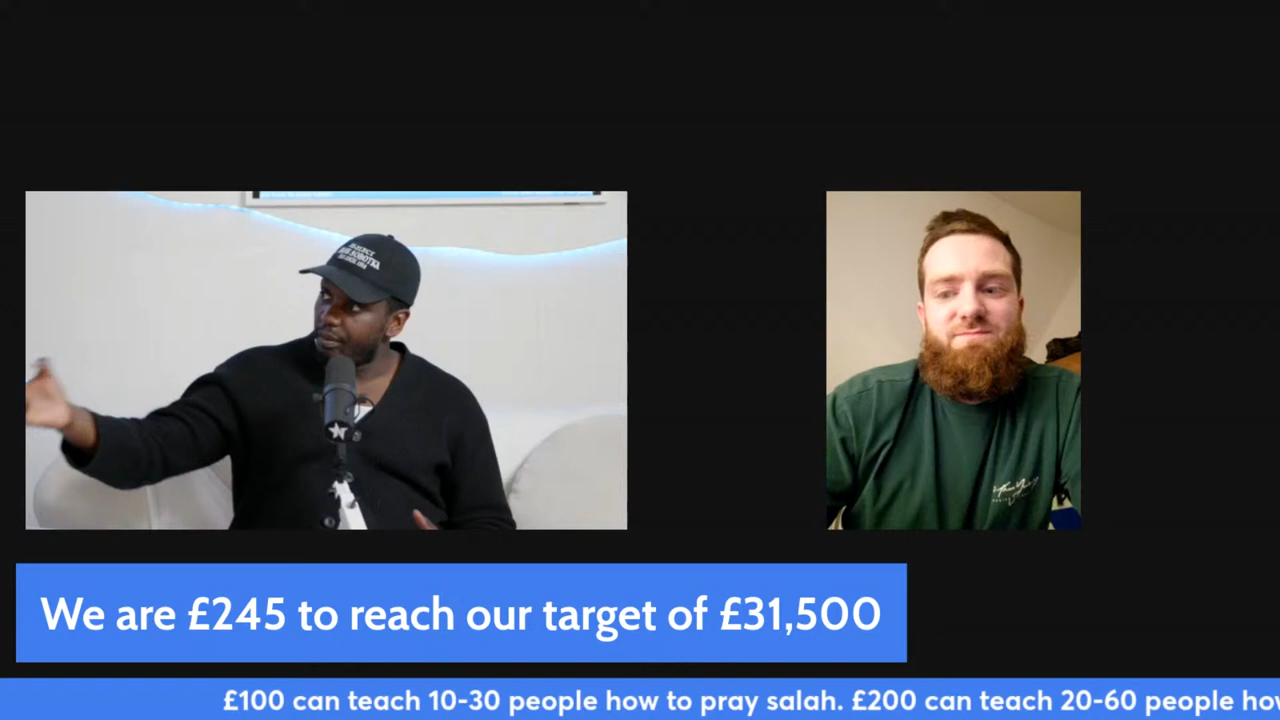 We are £245 to reach our target of £31,500
£100 can teach 10-30 people how to pray salah. £200 can teach 20-60 people how